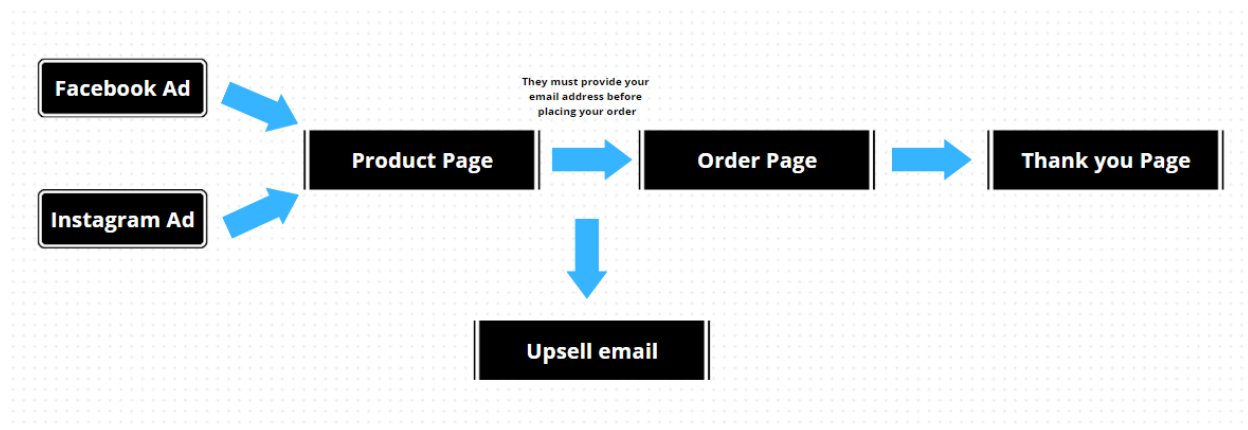 Facebook Ad
They must provide your
email address before
placing your order
Product Page
Order Page
Thank you Page
Instagram Ad
Upsell email